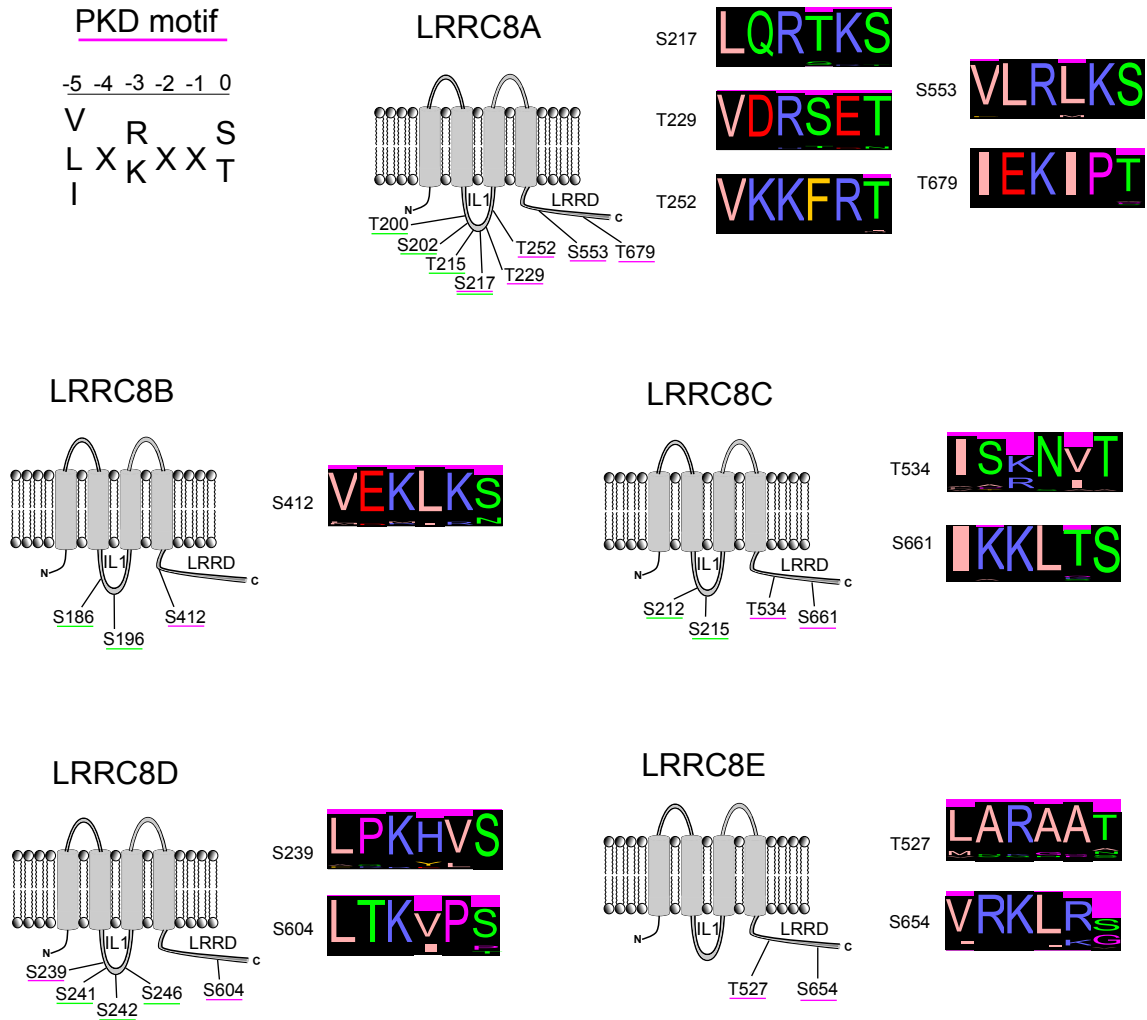 PKD motif
-5 -4 -3 -2 -1 0
V
L X R X X S
I K T
LRRC8A
N
IL1
LRRD
C
T200
S202
T215
S217
T229
T252
S553
T679
S217 LQRTKS
T229 VDRSET
T252 VKKFRT
S553 VLRLKS
T679 IEKIPT
LRRC8B
N
IL1
LRRD
C
S186
S196
S412
S412 VEKLKS
N
LRRC8C
N
IL1
LRRD
C
S212
S215
T534
S661
T534 ISKNVT
R I
S661 IKKLTS
LRRC8D
N
IL1
LRRD
C
S239
S241
S242
S246
S604
S239 LPKHVS
S604 LTKVPS
LRRC8E
N
IL1
LRRD
C
T527
S654
T527 LARAAT
M
S654 VRKLRS
K G